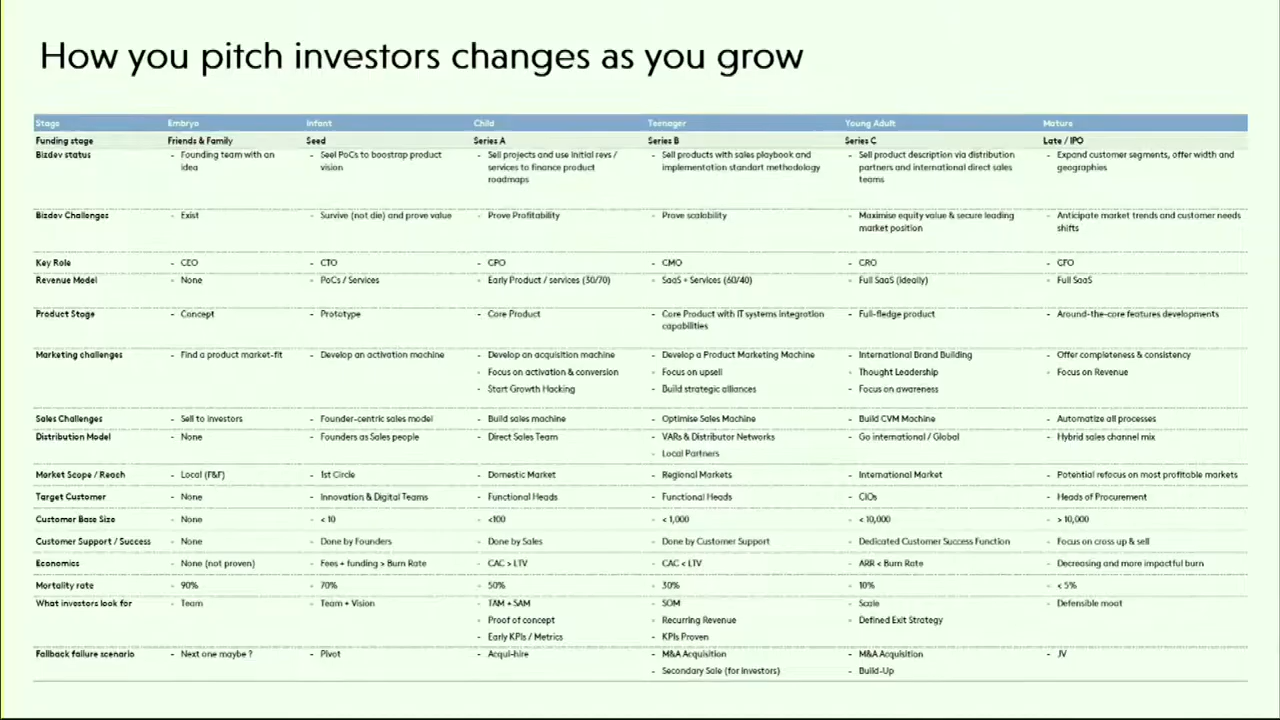 How you pitch investors changes as you grow
Stage Embryo Infant Child Teenager Young Adult Mature
Funding stage Friends & Family Seed Series A Series B Series C Late / IPO
Bizdev status - Founding team with an - Seel PoCs to boostrap product - Sell projects and use initial revs / - Sell products with sales playbook and - Sell product description via distribution - Expand customer segments, offer width and
idea vision services to finance product implementation standart methodology partners and international direct sales geographies
roadmaps teams
Bizdev Challenges - Exist - Survive (not die) and prove value - Prove Profitability - Prove scalability - Maximise equity value & secure leading - Anticipate market trends and customer needs
market position shifts
Key Role - CEO - CTO - CPO - CMO - CRO - CFO
Revenue Model - None - PoCs / Services - Early Product / services (30/70) - SaaS + Services (60/40) - Full SaaS (ideally) - Full SaaS
Product Stage - Concept - Prototype - Core Product - Core Product with IT systems integration - Full-fledge product - Around-the-core features developments
capabilities
Marketing challenges - Find a product market-fit - Develop an activation machine - Develop an acquisition machine - Develop a Product Marketing Machine - International Brand Building - Offer completeness & consistency
- Focus on activation & conversion - Focus on upsell - Thought Leadership - Focus on Revenue
- Start Growth Hacking - Build strategic alliances - Focus on awareness
Sales Challenges - Sell to investors - Founder-centric sales model - Build sales machine - Optimise Sales Machine - Build CVM Machine - Automatize all processes
Distribution Model - None - Founders as Sales people - Direct Sales Team - VARs & Distributor Networks - Go international / Global - Hybrid sales channel mix
- Local Partners
Market Scope / Reach - Local (F&F) - 1st Circle - Domestic Market - Regional Markets - International Market - Potential refocus on most profitable markets
Target Customer - None - Innovation & Digital Teams - Functional Heads - Functional Heads - CIOs - Heads of Procurement
Customer Base Size - None - < 10 - <100 - < 1,000 - < 10,000 - > 10,000
Customer Support / Success - None - Done by Founders - Done by Sales - Done by Customer Support - Dedicated Customer Success Function - Focus on cross up & sell
Economics - None (not proven) - Fees + funding > Burn Rate - CAC > LTV - CAC < LTV - ARR < Burn Rate - Decreasing and more impactful burn
Mortality rate - 90% - 70% - 50% - 30% - 10% - < 5%
What investors look for - Team - Team + Vision - TAM + SAM - SOM - Scale - Defensible moat
- Proof of concept - Recurring Revenue - Defined Exit Strategy
- Early KPIs / Metrics - KPIs Proven
Fallback failure scenario - Next one maybe ? - Pivot - Acqui-hire - M&A Acquisition - M&A Acquisition - JV
- Secondary Sale (for investors) - Build-Up